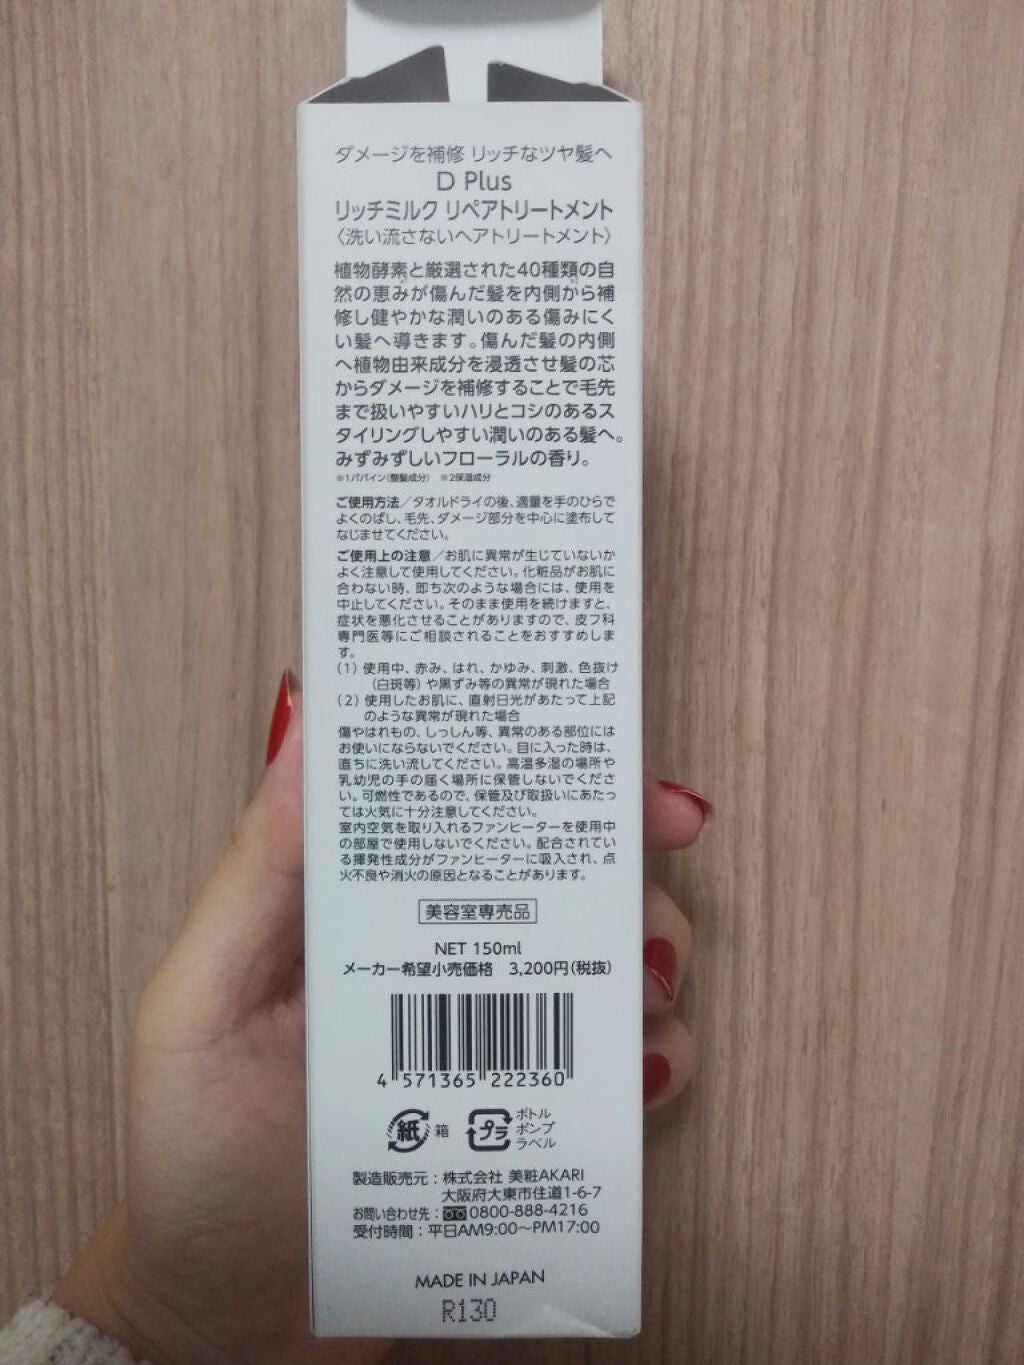 ダメージを補修 リッチなツヤ髪へ
D Plus
リッチミルク リペアトリートメント
〈洗い流さないヘアトリートメント〉
植物酵素と厳選された40種類の自
然の恵みが傷んだ髪を内側から補
修し健やかな潤いのある傷みにく
い髪へ導きます。傷んだ髪の内側
へ植物由来成分を浸透させ髪の芯
からダメージを補修することで毛先
まで扱いやすいハリとコシのあるス
タイリングしやすい潤いのある髪へ。
みずみずしいフローラルの香り。
※1パパイン(整髪成分) ※2保湿成分
ご使用方法／タオルドライの後、適量を手のひらで
よくのばし、毛先、ダメージ部分を中心に塗布して
なじませてください。
ご使用上の注意／お肌に異常が生じていないか
よく注意して使用してください。化粧品がお肌に
合わない時、即ち次のような場合には、使用を
中止してください。そのまま使用を続けますと、
症状を悪化させることがありますので、皮フ科
専門医等にご相談されることをおすすめしま
す。
(1) 使用中、赤み、はれ、かゆみ、刺激、色抜け
(白斑等) や黒ずみ等の異常が現れた場合
(2) 使用したお肌に、直射日光があたって上記
のような異常が現れた場合
傷やはれもの、しっしん等、異常のある部位には
お使いにならないでください。目に入った時は、
直ちに洗い流してください。高温多湿の場所や
乳幼児の手の届く場所に保管しないでくださ
い。可燃性であるので、保管及び取扱いにあたっ
ては火気に十分注意してください。
室内空気を取り入れるファンヒーターを使用中
の部屋で使用しないでください。配合されてい
る揮発性成分がファンヒーターに吸入され、点
火不良や消火の原因となることがあります。
美容室専売品
NET 150ml
メーカー希望小売価格 3,200円(税抜)
4 571365 222360
紙 箱 プラ ボトル
ポンプ
ラベル
製造販売元：株式会社 美粧AKARI
大阪府大東市住道1-6-7
お問い合わせ先：0800-888-4216
受付時間：平日AM9:00〜PM17:00
MADE IN JAPAN
R130